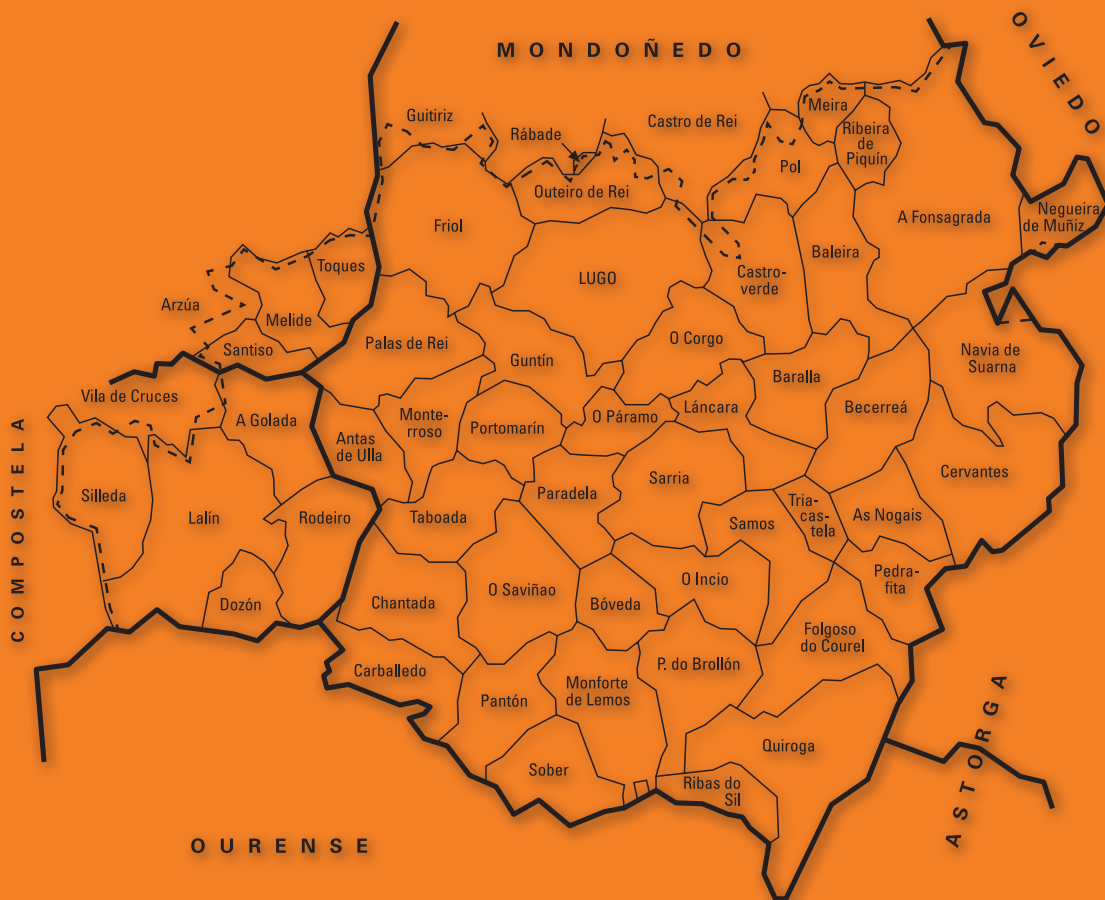 MONDOÑEDO
OVIEDO
Guitiriz
Rábade
Castro de Rei
Meira
Ribeira
de
Piquín
Pol
Outeiro de Rei
Friol
A Fonsagrada
Negueira
de Muñiz
Toques
LUGO
Castro-
verde
Baleira
Arzúa
Melide
Santiso
Palas de Rei
Guntín
O Corgo
Navia de
Suarna
Baralla
Vila de Cruces
A Golada
Monte-
rroso
Portomarín
O Páramo
Láncara
Becerreá
Antas
de Ulla
COMPOSTELA
Silleda
Lalín
Rodeiro
Taboada
Paradela
Sarria
Cervantes
Samos
Tria-
cas-
tela
As Nogais
Dozón
Chantada
O Saviñao
Bóveda
O Incio
Pedra-
fita
Folgoso
do Courel
Carballedo
Pantón
Monforte
de Lemos
P. do Brollón
Quiroga
Sober
Ribas do
Sil
ASTORGA
OURENSE